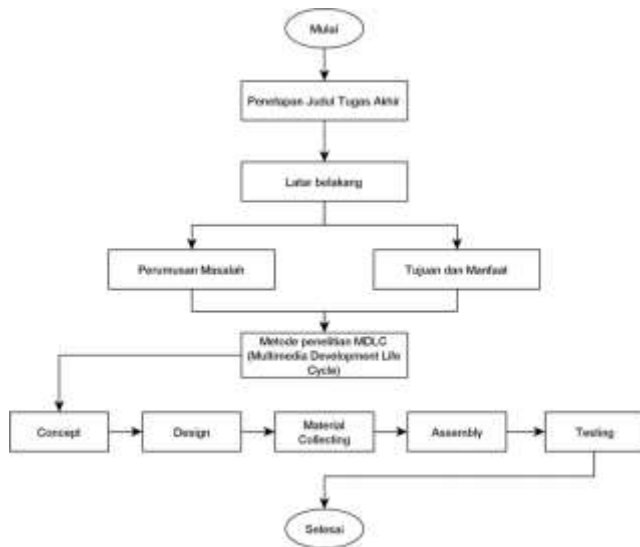 Mulai
Penetapan Judul Tugas Akhir
Latar belakang
Perumusan Masalah
Tujuan dan Manfaat
Metode penelitian MDLC
(Multimedia Development Life
Cycle)
Concept
Design
Material
Collecting
Assembly
Testing
Selesai